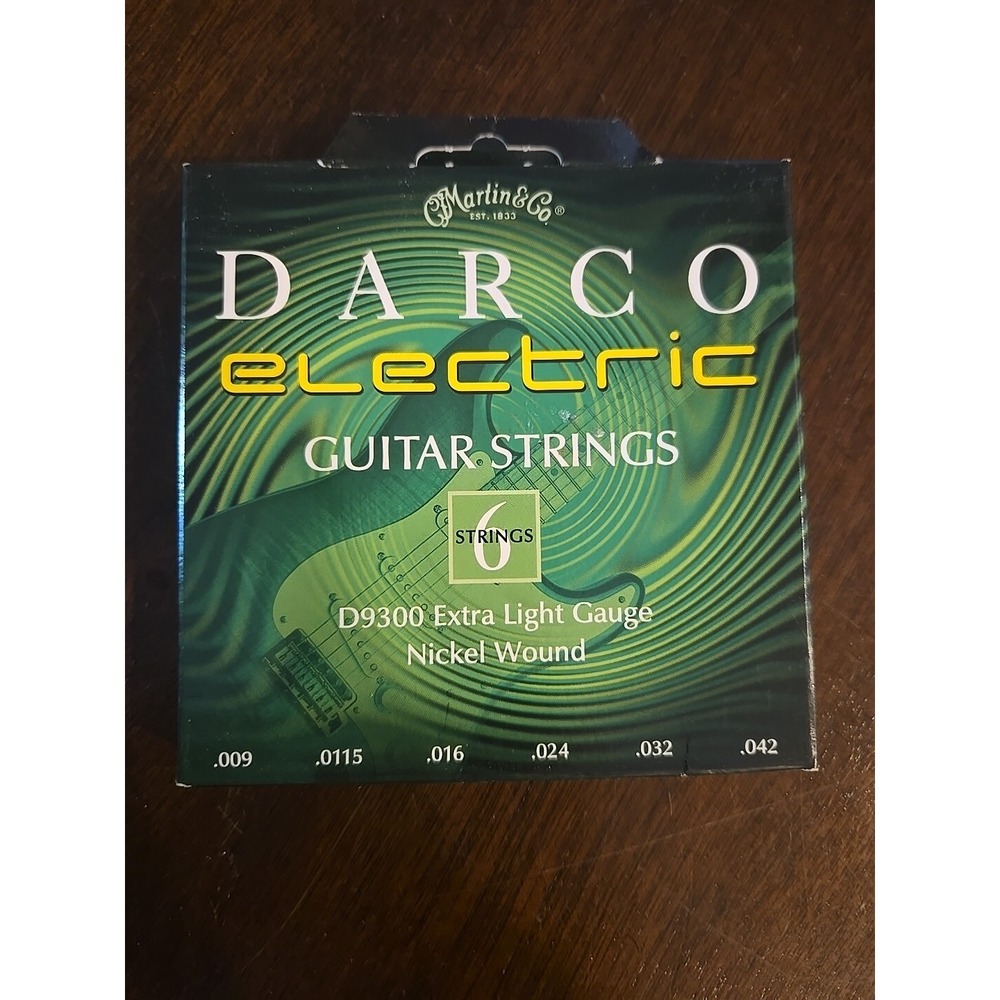 CFMartin&Co.®
EST. 1833
DARCO
eLectric
GUITAR STRINGS
6
STRINGS
D9300 Extra Light Gauge
Nickel Wound
.009 .0115 .016 .024 .032 .042